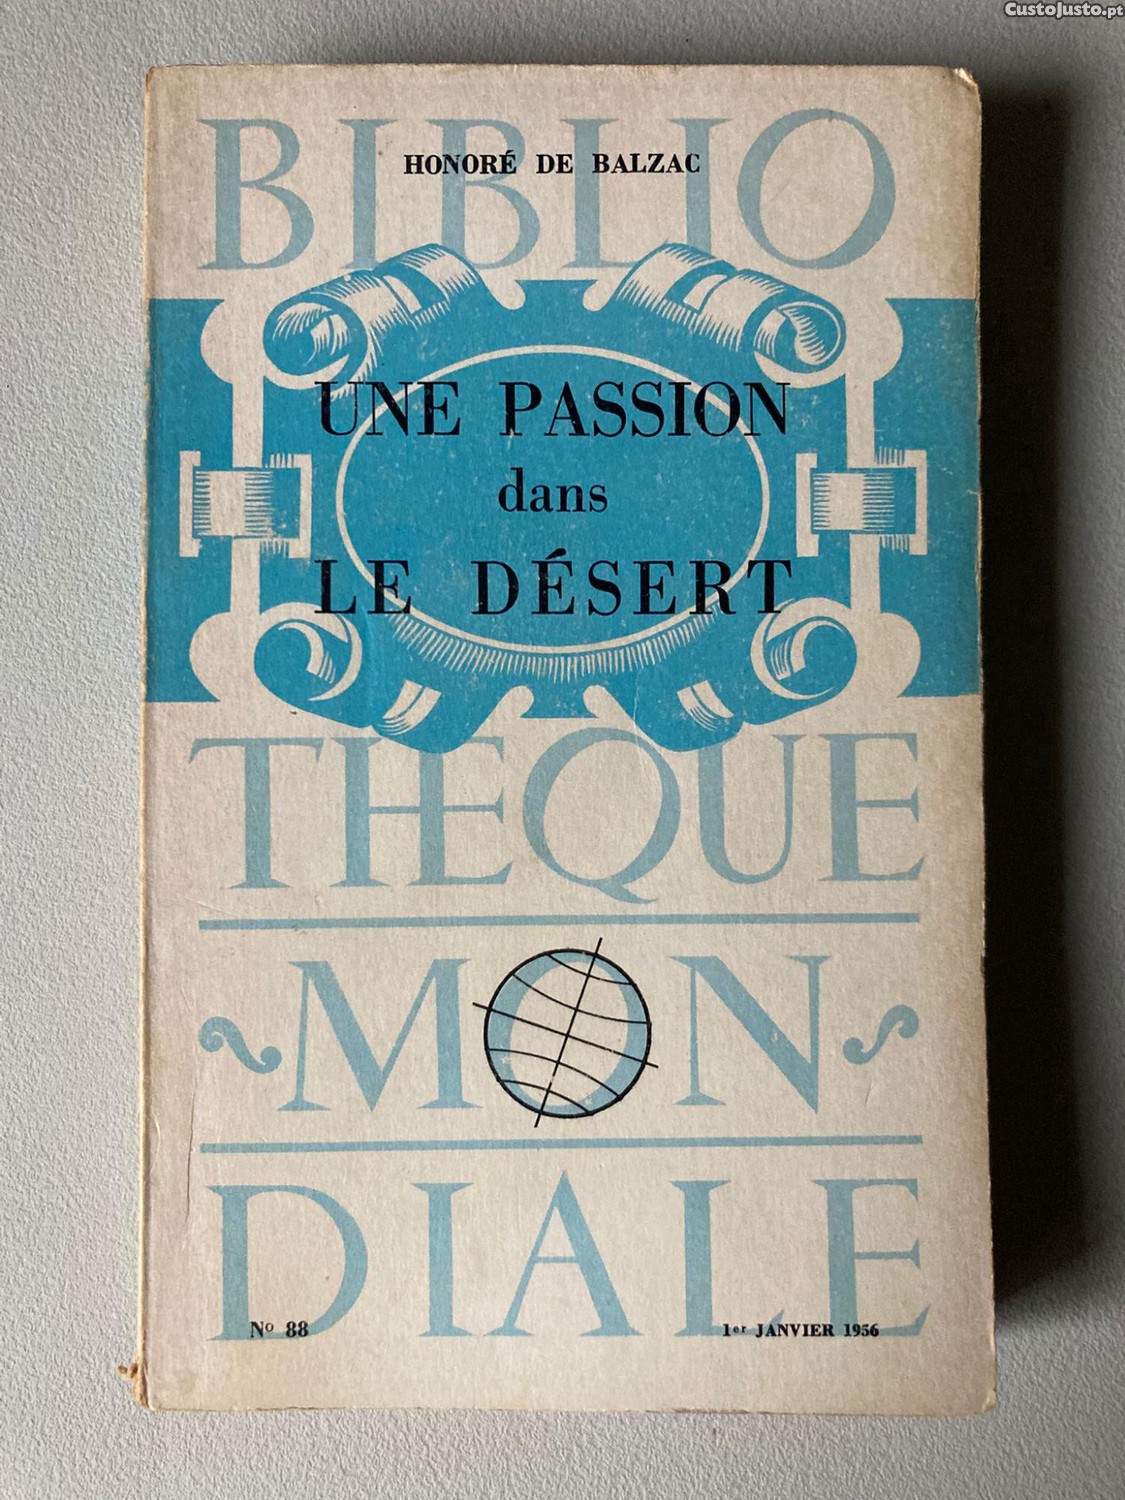 CustoJusto.pt
BIBLIO
HONORÉ DE BALZAC
UNE PASSION
dans
LE DÉSERT
THEQUE
MON
DIALE
Nº 88
1er JANVIER 1956